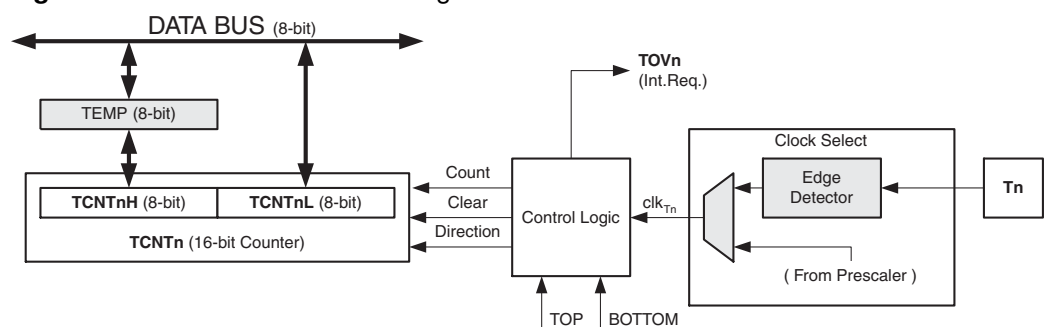 DATA BUS (8-bit)
TOVn
(Int.Req.)
TEMP (8-bit)
Clock Select
Count
Edge
Detector
Tn
TCNTnH (8-bit)
TCNTnL (8-bit)
Clear
Control Logic
clkTn
TCNTn (16-bit Counter)
Direction
( From Prescaler )
TOP
BOTTOM